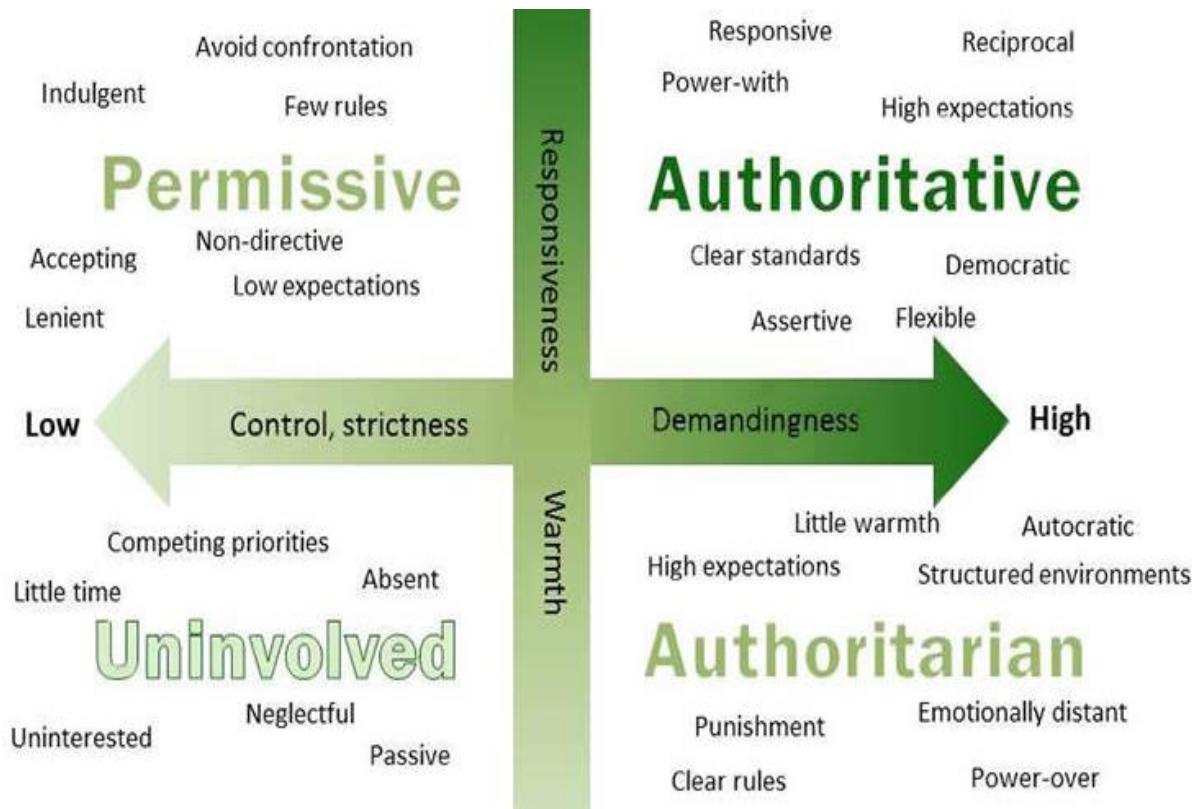 Avoid confrontation
Indulgent
Few rules
Permissive
Accepting
Non-directive
Low expectations
Lenient
Responsive
Reciprocal
Power-with
High expectations
Authoritative
Clear standards
Democratic
Assertive
Flexible
Responsiveness
Low
Control, strictness
Demandingness
High
Warmth
Competing priorities
Little time
Absent
Uninvolved
Neglectful
Uninterested
Passive
Little warmth
Autocratic
High expectations
Structured environments
Authoritarian
Punishment
Emotionally distant
Clear rules
Power-over